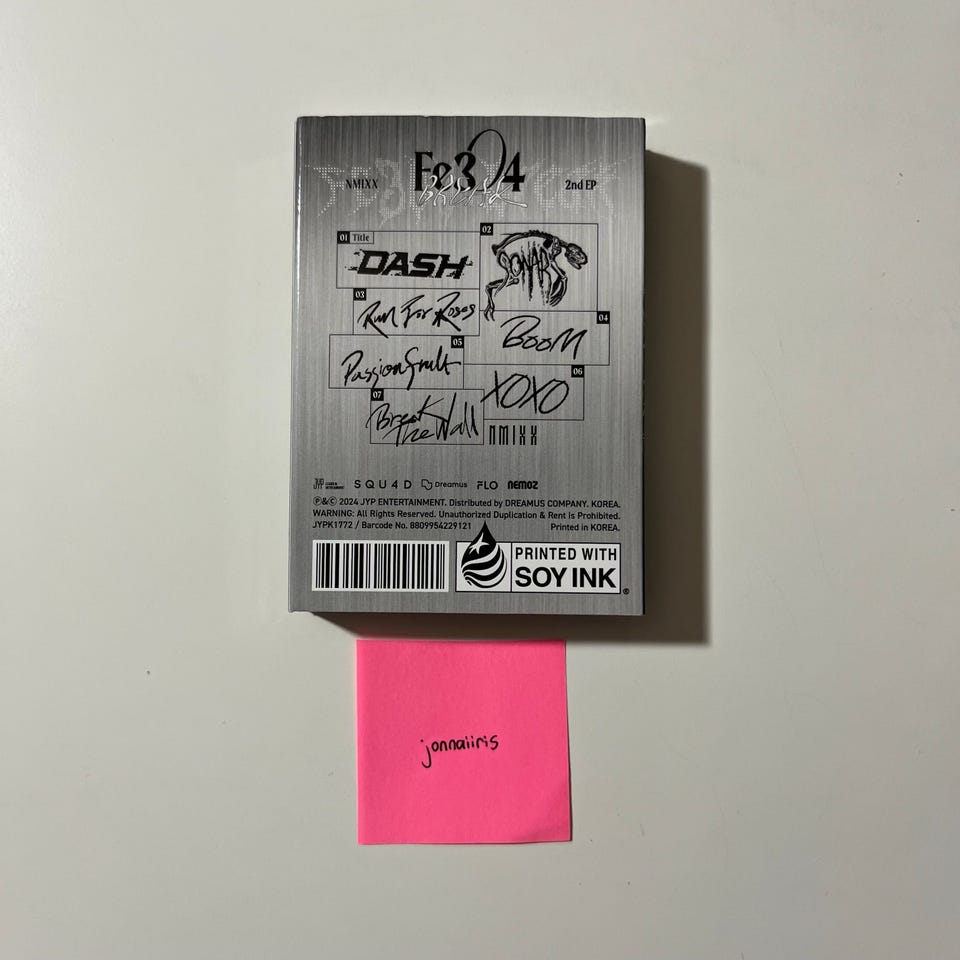 Fe3O4
BREAK
NMIXX
2nd EP
01 Title
DASH
02
SONAR
03
Run For Roses
04
BOOM
05
Passionfruit
06
XOXO
07
Break
The Wall
NMIXX
JYP
SQU4D Dreamus FLO nemoz
Ⓟ&© 2024 JYP ENTERTAINMENT. Distributed by DREAMUS COMPANY. KOREA.
WARNING: All Rights Reserved. Unauthorized Duplication & Rent is Prohibited.
JYPK1772 / Barcode No. 8809954229121 Printed in KOREA.
PRINTED WITH
SOY INK®
jonnaiiris